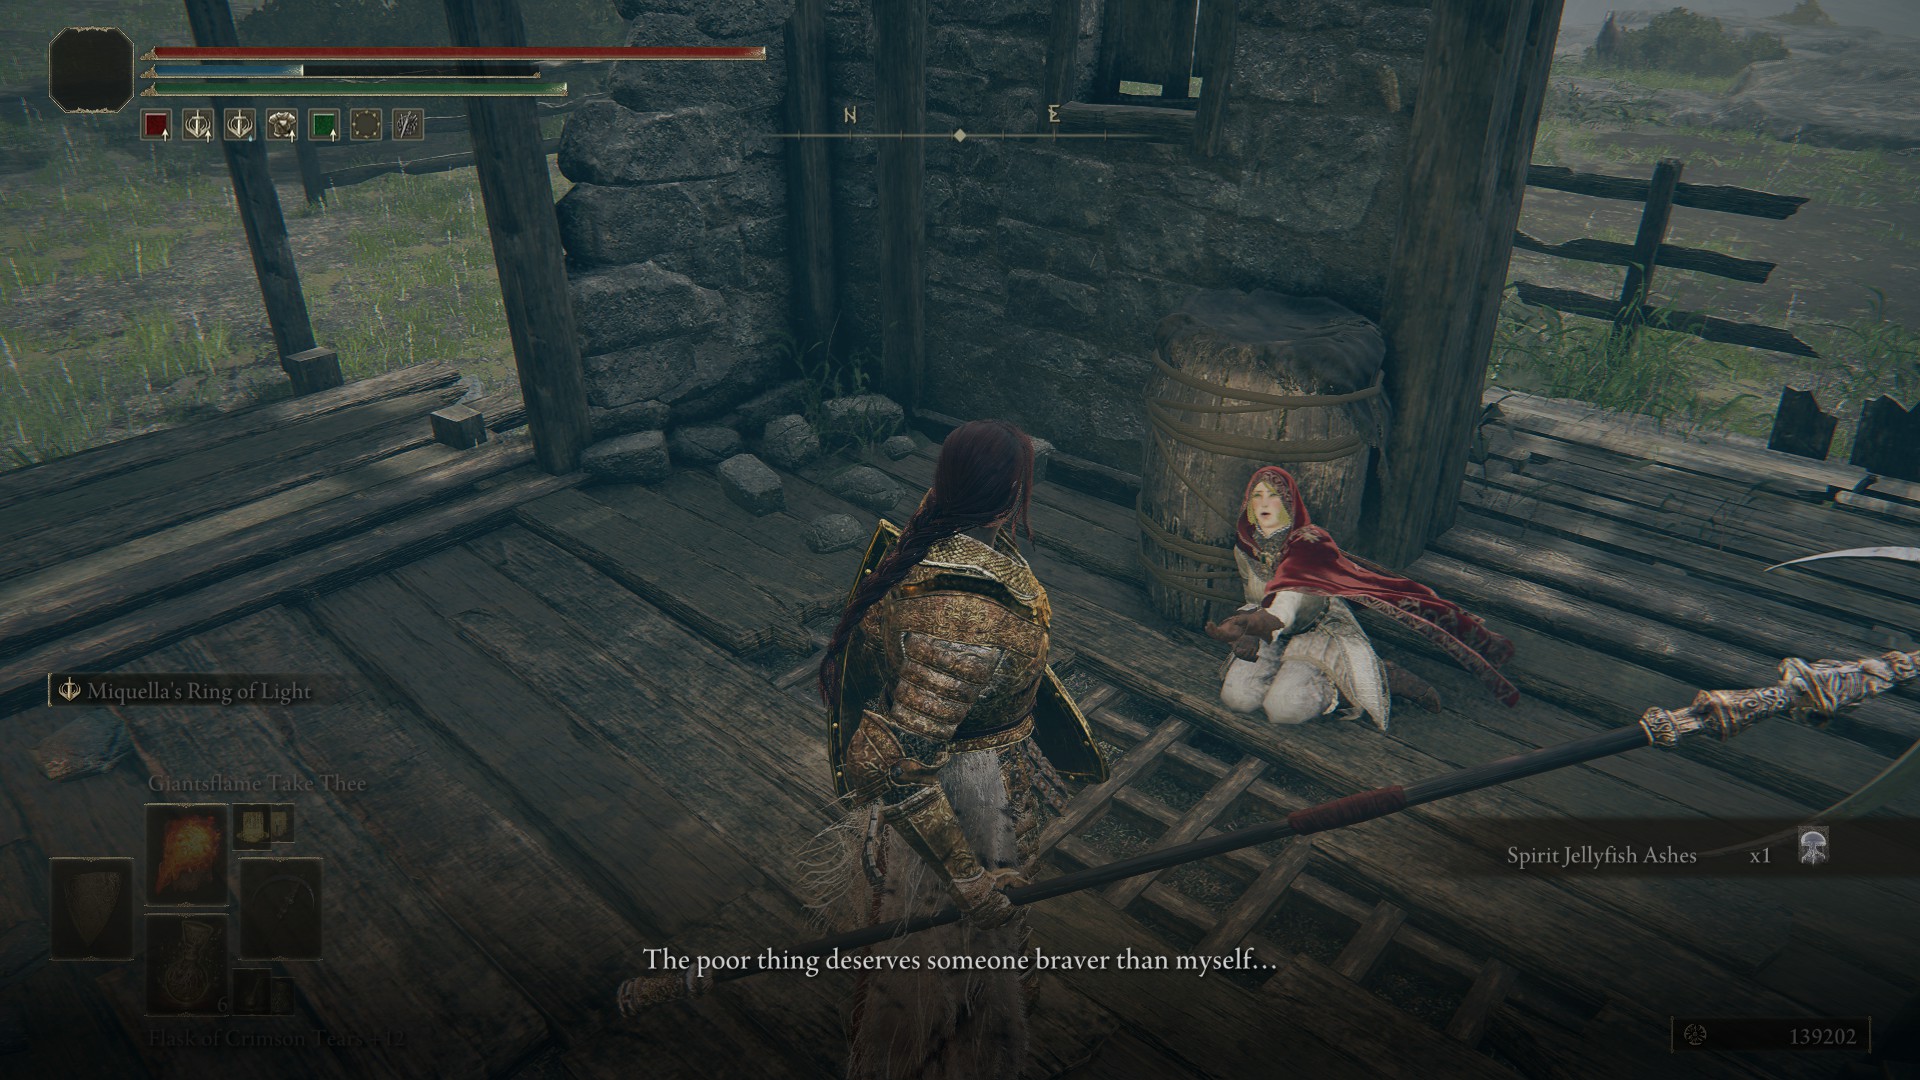 N
E
Miquella's Ring of Light
Giantsflame Take Thee
Spirit Jellyfish Ashes x1
The poor thing deserves someone braver than myself...
6
Flask of Crimson Tears +12
139202